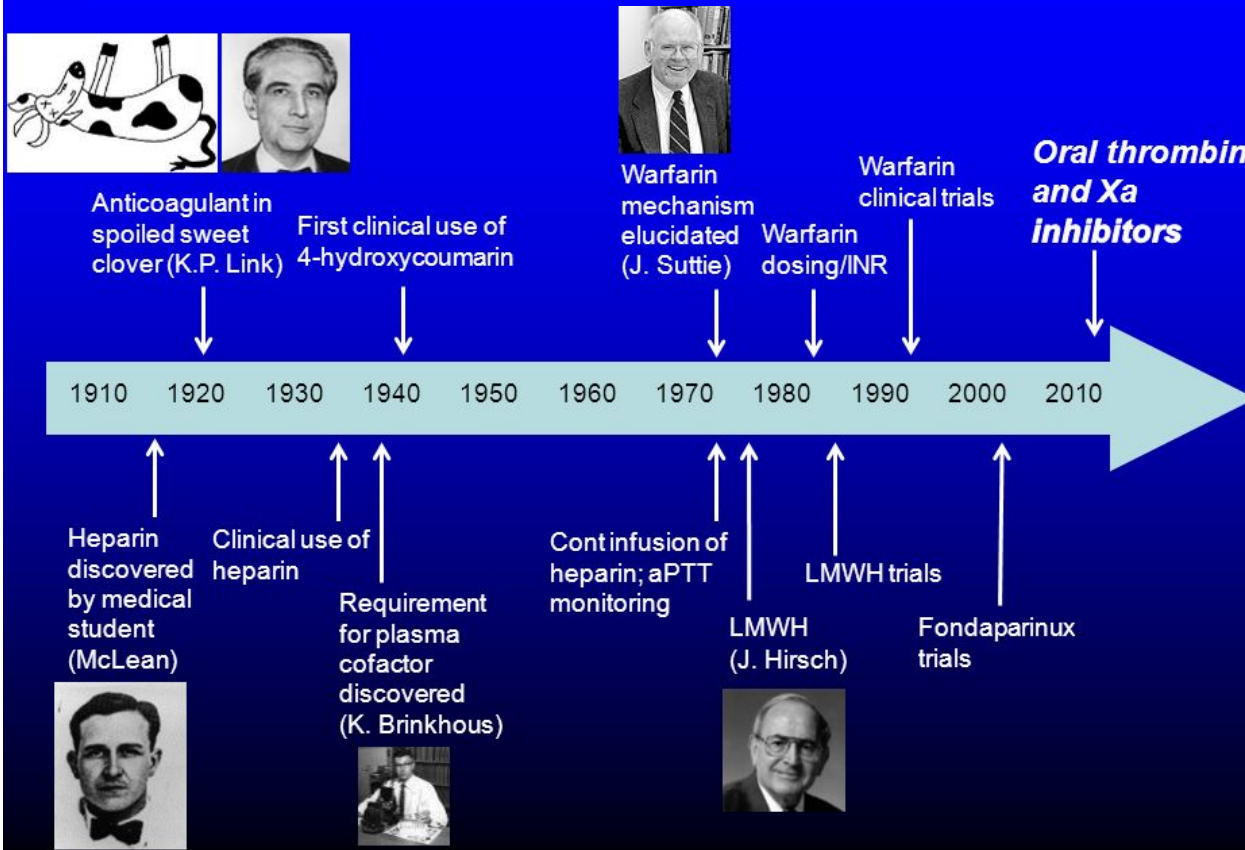 Anticoagulant in
spoiled sweet
clover (K.P. Link)
First clinical use of
4-hydroxycoumarin
Warfarin
mechanism
elucidated
(J. Suttie)
Warfarin
dosing/INR
Warfarin
clinical trials
Oral thrombin
and Xa
inhibitors
1910 1920 1930 1940 1950 1960 1970 1980 1990 2000 2010
Heparin
discovered
by medical
student
(McLean)
Clinical use of
heparin
Requirement
for plasma
cofactor
discovered
(K. Brinkhous)
Cont infusion of
heparin; aPTT
monitoring
LMWH
(J. Hirsch)
LMWH trials
Fondaparinux
trials